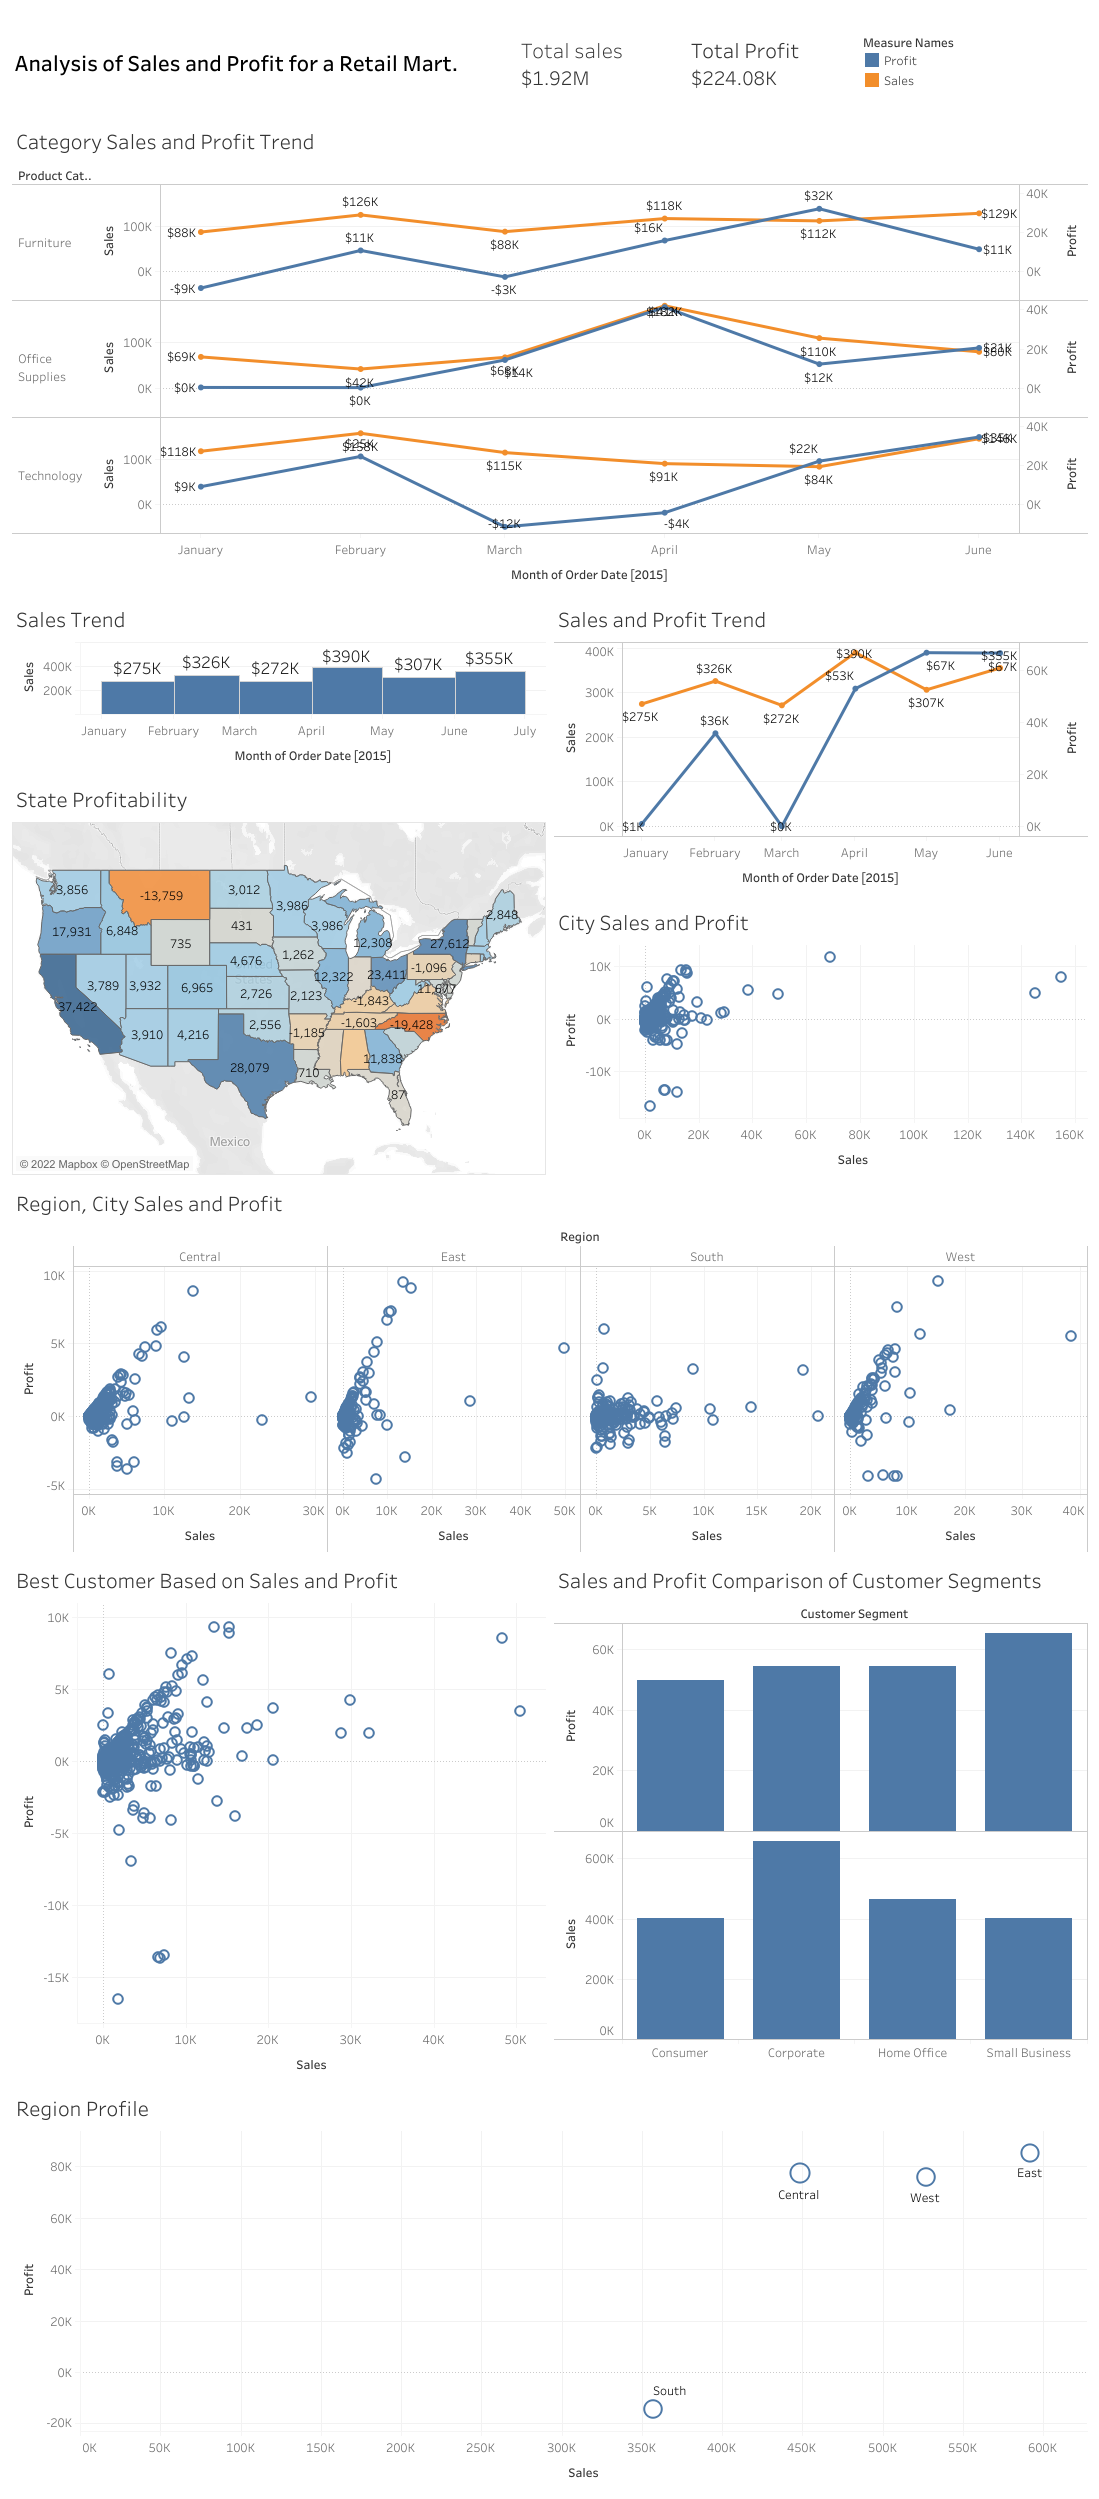 Analysis of Sales and Profit for a Retail Mart.
Total sales
$1.92M
Total Profit
$224.08K
Measure Names
Profit
Sales
Category Sales and Profit Trend
Product Cat..
Furniture
Sales
100K
0K
$88K
$126K
$88K
$118K
$112K
$129K
-$9K
$11K
-$3K
$16K
$32K
$11K
40K
20K
0K
Profit
Office
Supplies
Sales
100K
0K
$69K
$42K
$110K
$0K
$0K
$14K
$12K
$21K
40K
20K
0K
Profit
Technology
Sales
100K
0K
$118K
$158K
$115K
$91K
$84K
$9K
$25K
-$12K
-$4K
$22K
40K
20K
0K
Profit
January February March April May June
Month of Order Date [2015]
Sales Trend
Sales
400K
200K
$275K $326K $272K $390K $307K $355K
January February March April May June July
Month of Order Date [2015]
Sales and Profit Trend
Sales
400K
300K
200K
100K
0K
$275K
$326K
$272K
$390K
$307K
$355K
$1K
$36K
$0K
$53K
$67K
$67K
60K
40K
20K
0K
Profit
January February March April May June
Month of Order Date [2015]
State Profitability
3,856
-13,759
3,012
3,986
17,931
6,848
735
431
3,986
12,308
27,612
2,848
3,789
3,932
4,676
1,262
12,322
23,411
-1,096
37,422
6,965
2,726
2,123
-1,843
3,910
4,216
2,556
-1,185
-1,603
-19,428
28,079
710
11,838
87
Mexico
© 2022 Mapbox © OpenStreetMap
City Sales and Profit
Profit
10K
0K
-10K
0K 20K 40K 60K 80K 100K 120K 140K 160K
Sales
Region, City Sales and Profit
Region
Central East South West
Profit
10K
5K
0K
-5K
0K 10K 20K 30K
0K 10K 20K 30K 40K 50K
0K 5K 10K 15K 20K
0K 10K 20K 30K 40K
Sales Sales Sales Sales
Best Customer Based on Sales and Profit
Profit
10K
5K
0K
-5K
-10K
-15K
0K 10K 20K 30K 40K 50K
Sales
Sales and Profit Comparison of Customer Segments
Customer Segment
Profit
60K
40K
20K
0K
Sales
600K
400K
200K
0K
Consumer Corporate Home Office Small Business
Region Profile
Profit
80K
60K
40K
20K
0K
-20K
Central
West
East
South
0K 50K 100K 150K 200K 250K 300K 350K 400K 450K 500K 550K 600K
Sales